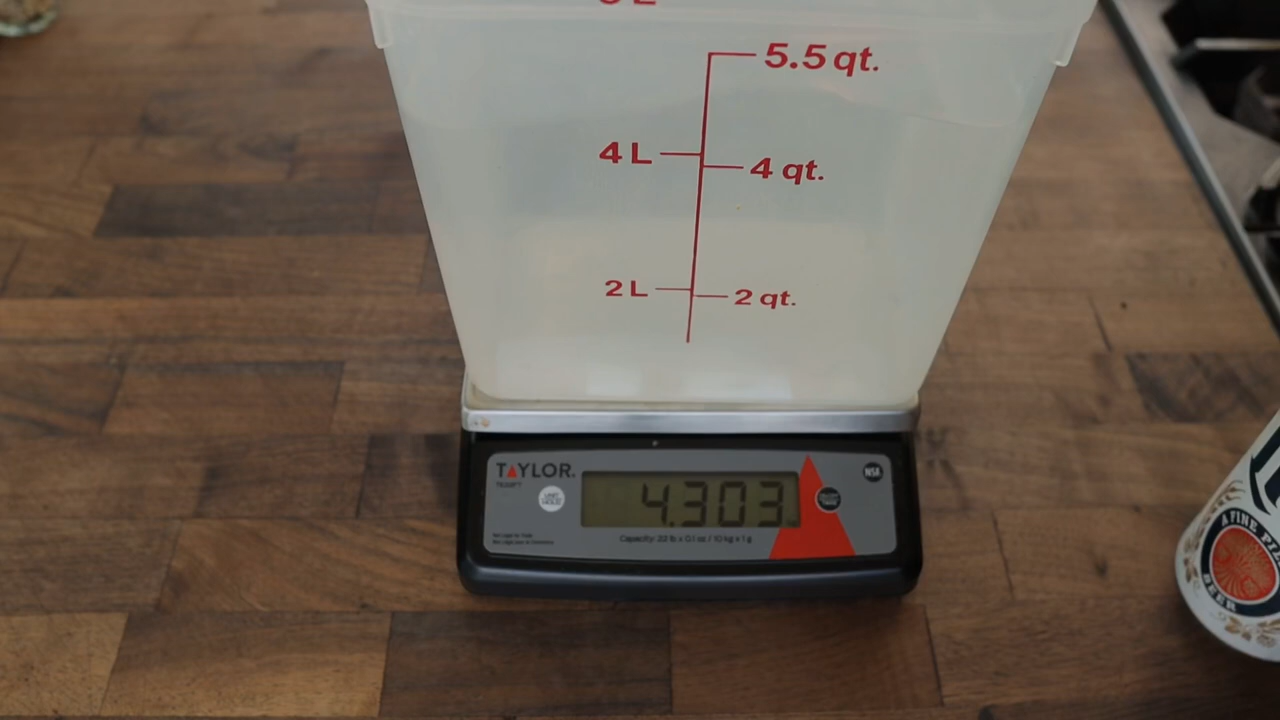 5.5 qt.
4 L
4 qt.
2 L
2 qt.
TAYLOR.
NSF
4.303
Capacity: 22 lb x 0.1 oz / 10 kg x 1 g
A FINE
BEER